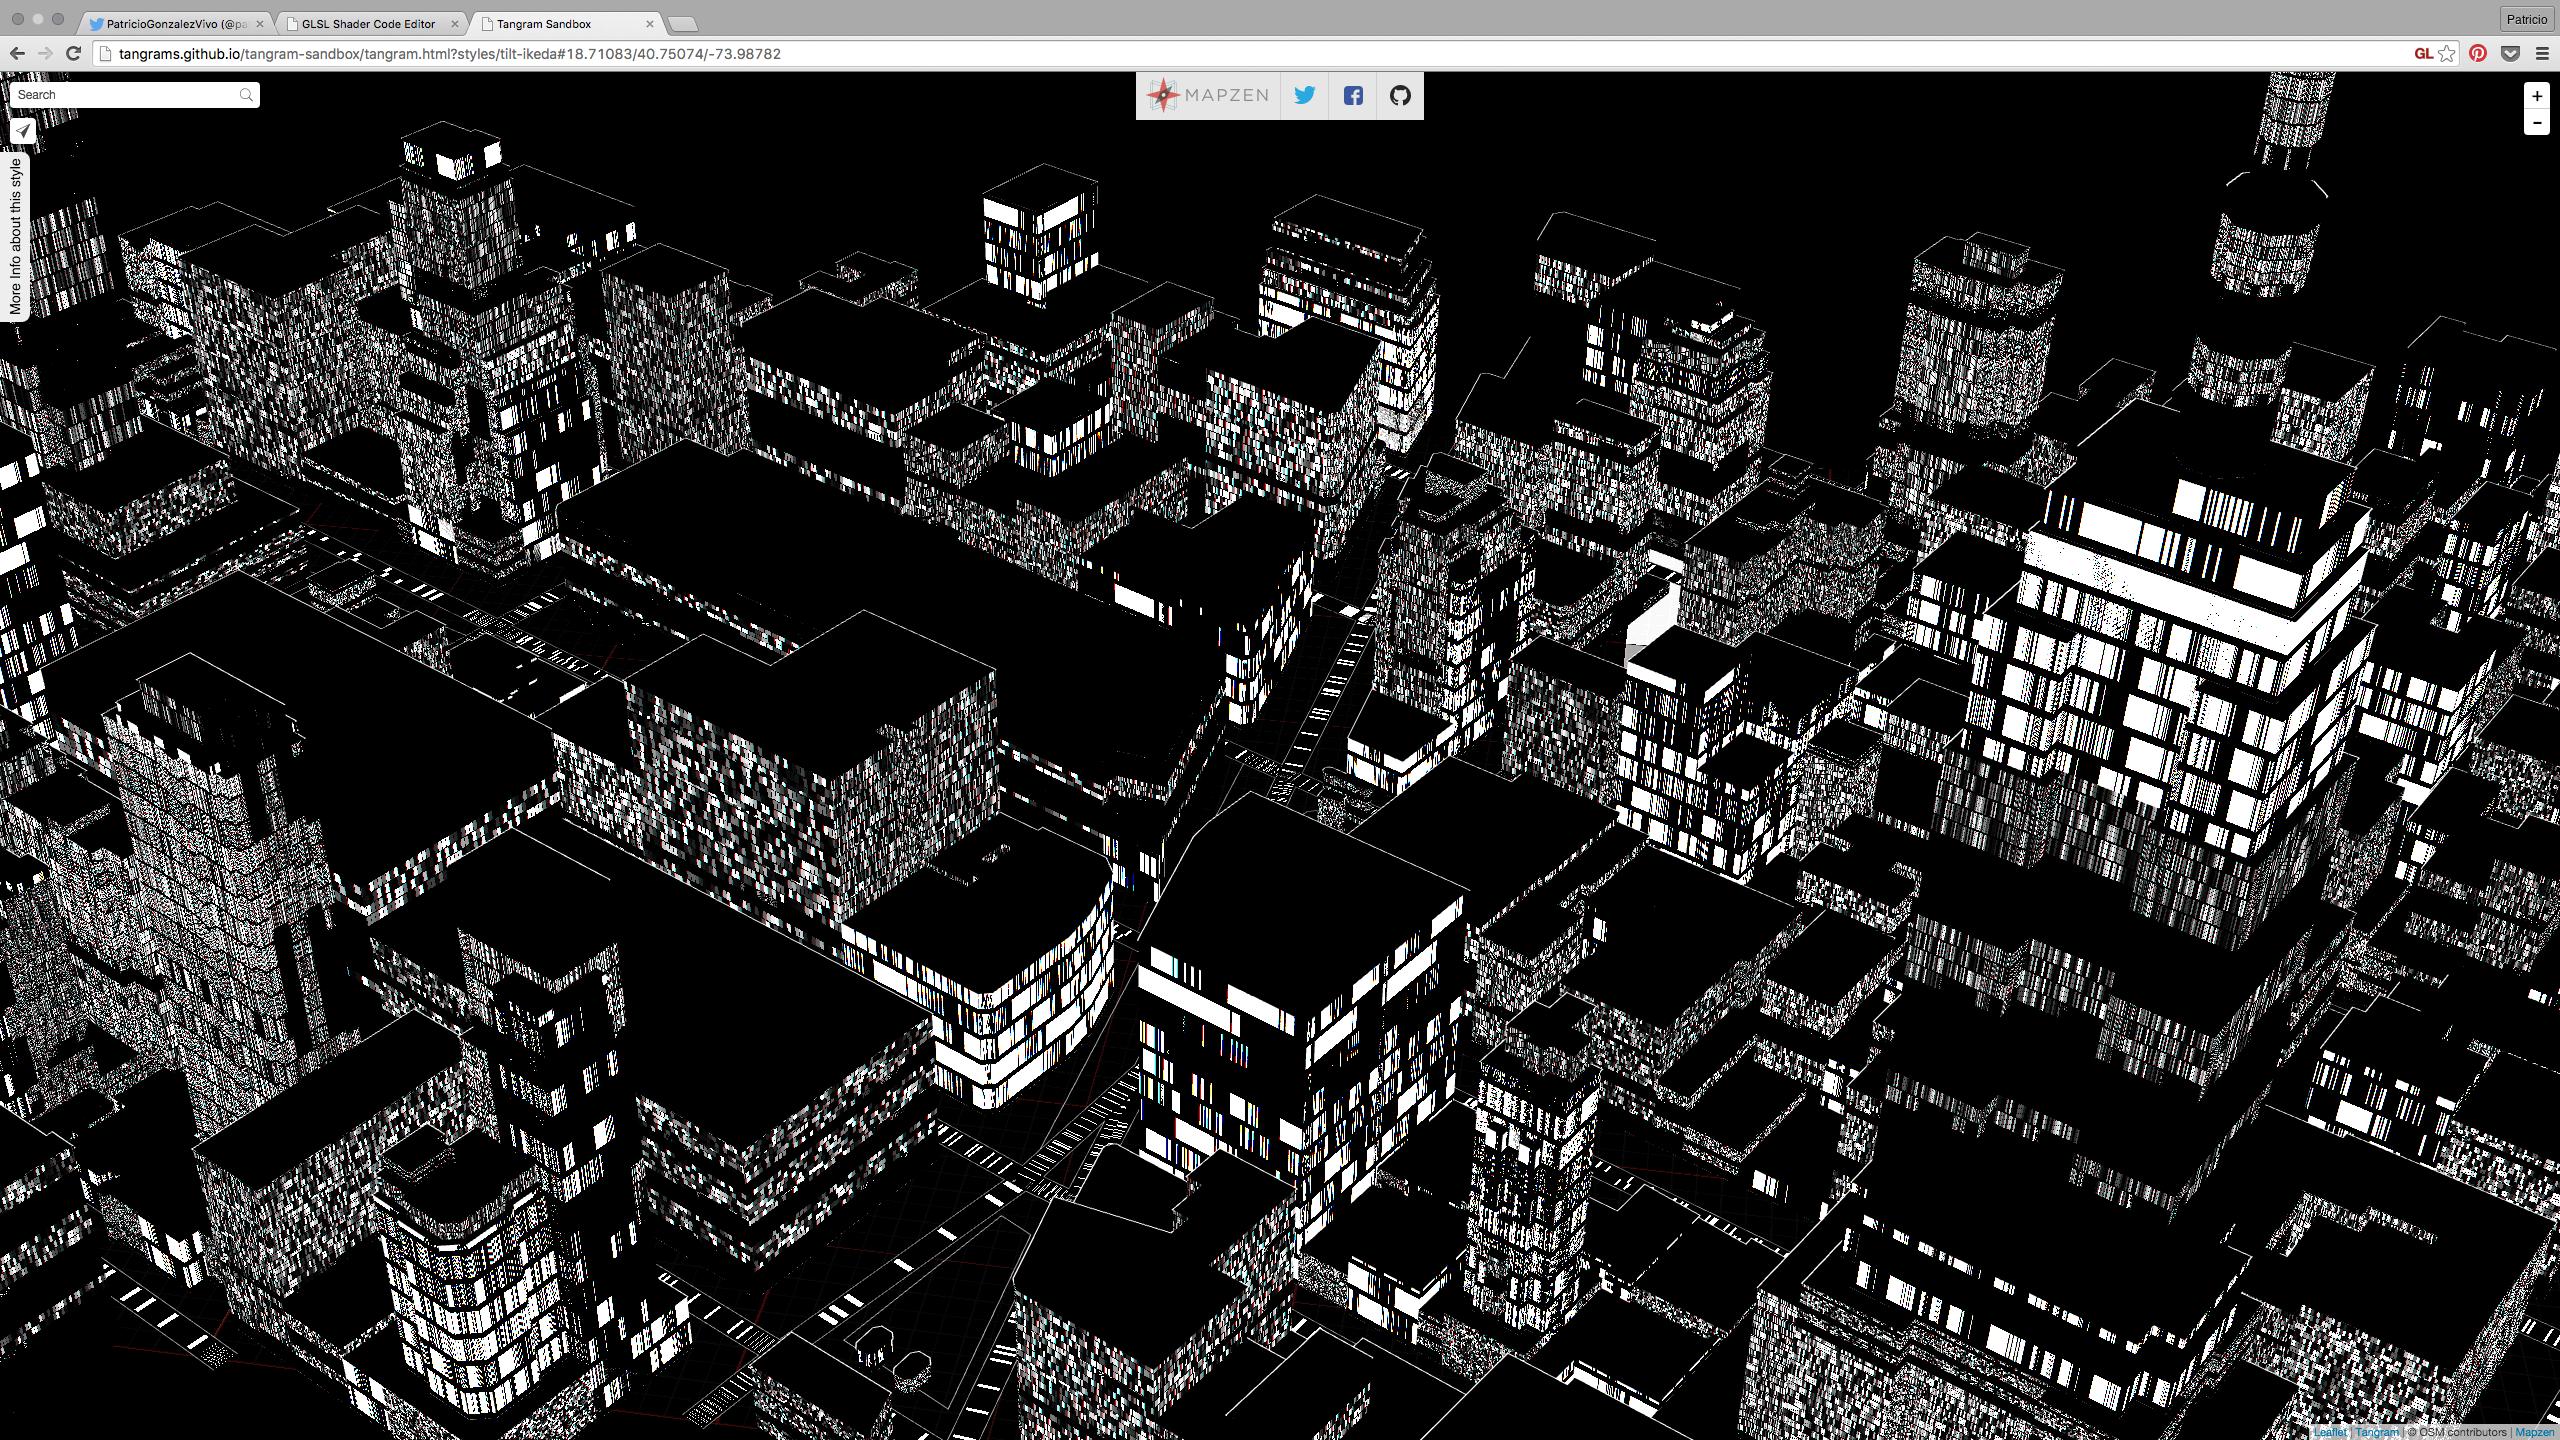 PatricioGonzalezVivo (@pa
GLSL Shader Code Editor
Tangram Sandbox
Patricio
tangrams.github.io/tangram-sandbox/tangram.html?styles/tilt-ikeda#18.71083/40.75074/-73.98782
GL
Search
MAPZEN
+
-
More Info about this style
Leaflet | Tangram | © OSM contributors | Mapzen